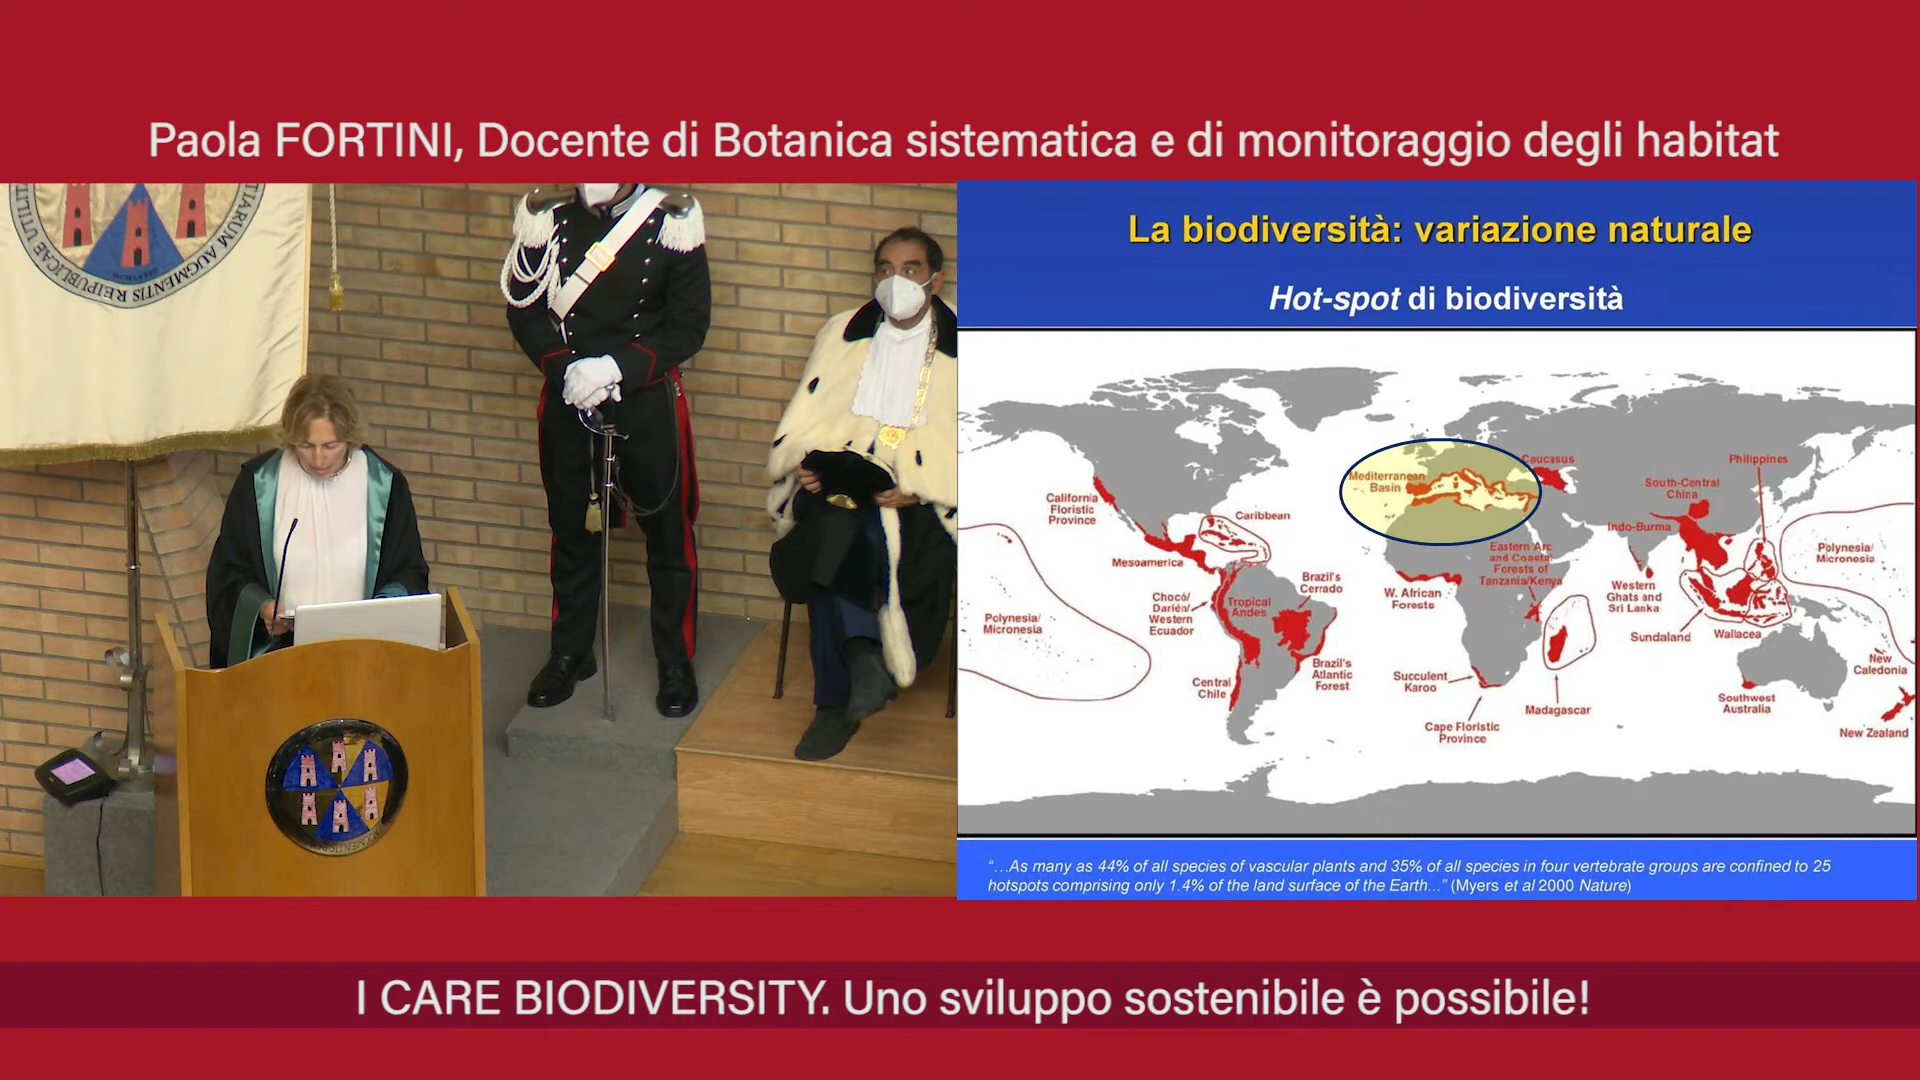 Paola FORTINI, Docente di Botanica sistematica e di monitoraggio degli habitat
TIARUM AUGMENTIS REIPUBLICAE UTILIT
La biodiversità: variazione naturale
Hot-spot di biodiversità
Mediterranean
Basin
Caucasus
Philippines
South-Central
China
California
Floristic
Province
Caribbean
Indo-Burma
Mesoamerica
Eastern Arc
and Coastal
Forests of
Tanzania/Kenya
Polynesia/
Micronesia
Brazil's
Cerrado
Western
Ghats and
Sri Lanka
W. African
Forests
Chocó/
Darién/
Western
Ecuador
Tropical
Andes
Polynesia/
Micronesia
Sundaland
Wallacea
Brazil's
Atlantic
Forest
New
Caledonia
Central
Chile
Succulent
Karoo
Madagascar
Southwest
Australia
Cape Floristic
Province
New Zealand
“…As many as 44% of all species of vascular plants and 35% of all species in four vertebrate groups are confined to 25
hotspots comprising only 1.4% of the land surface of the Earth…” (Myers et al 2000 Nature)
I CARE BIODIVERSITY. Uno sviluppo sostenibile è possibile!